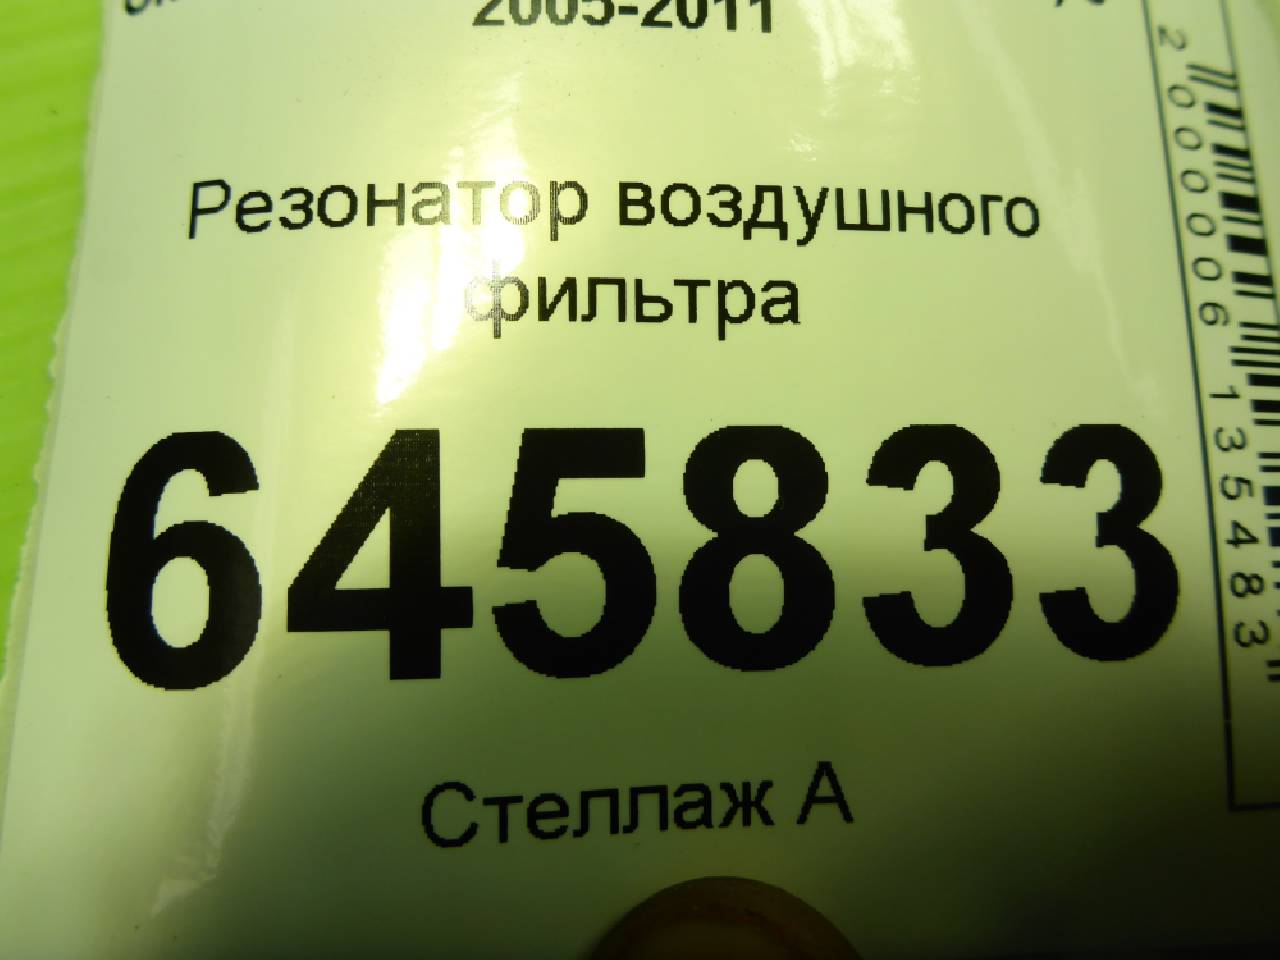 2005-2011
Резонатор воздушного
фильтра
645833
Стеллаж А
2000006135483